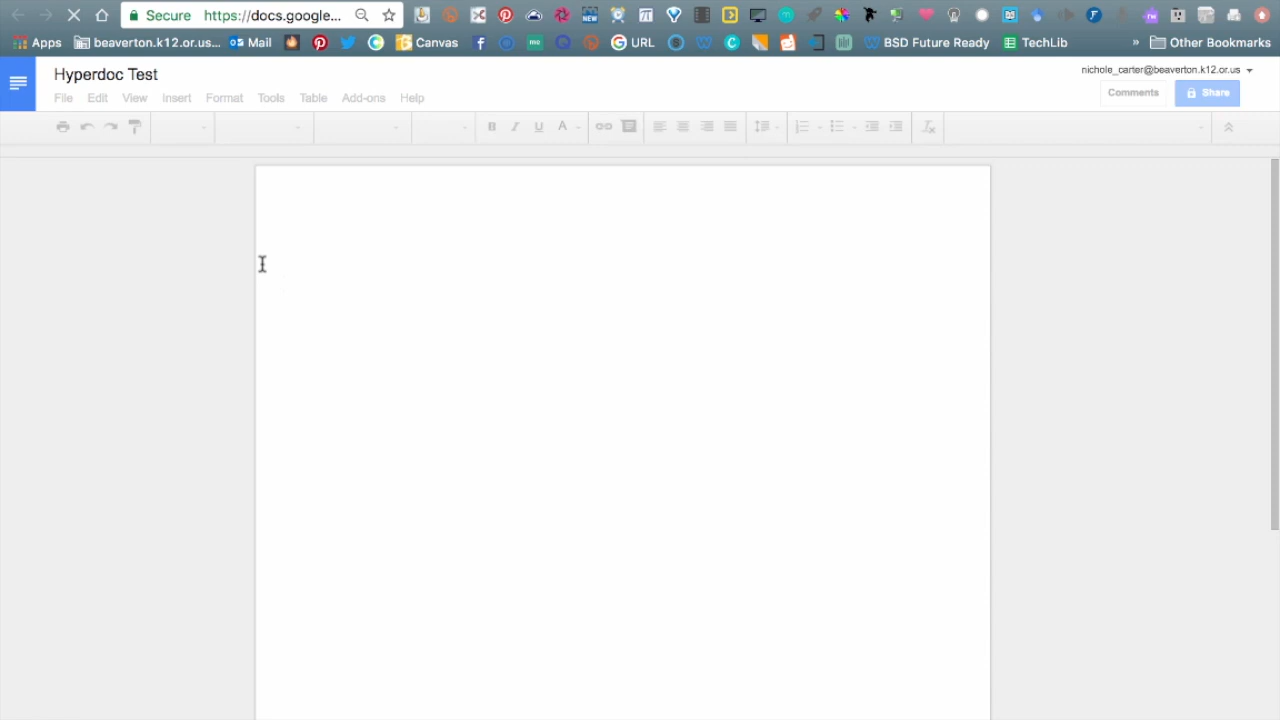 Secure https://docs.google...
Apps beaverton.k12.or.us... Mail Canvas URL BSD Future Ready TechLib » Other Bookmarks
Hyperdoc Test
nichole_carter@beaverton.k12.or.us
File Edit View Insert Format Tools Table Add-ons Help
Comments Share
B I U A